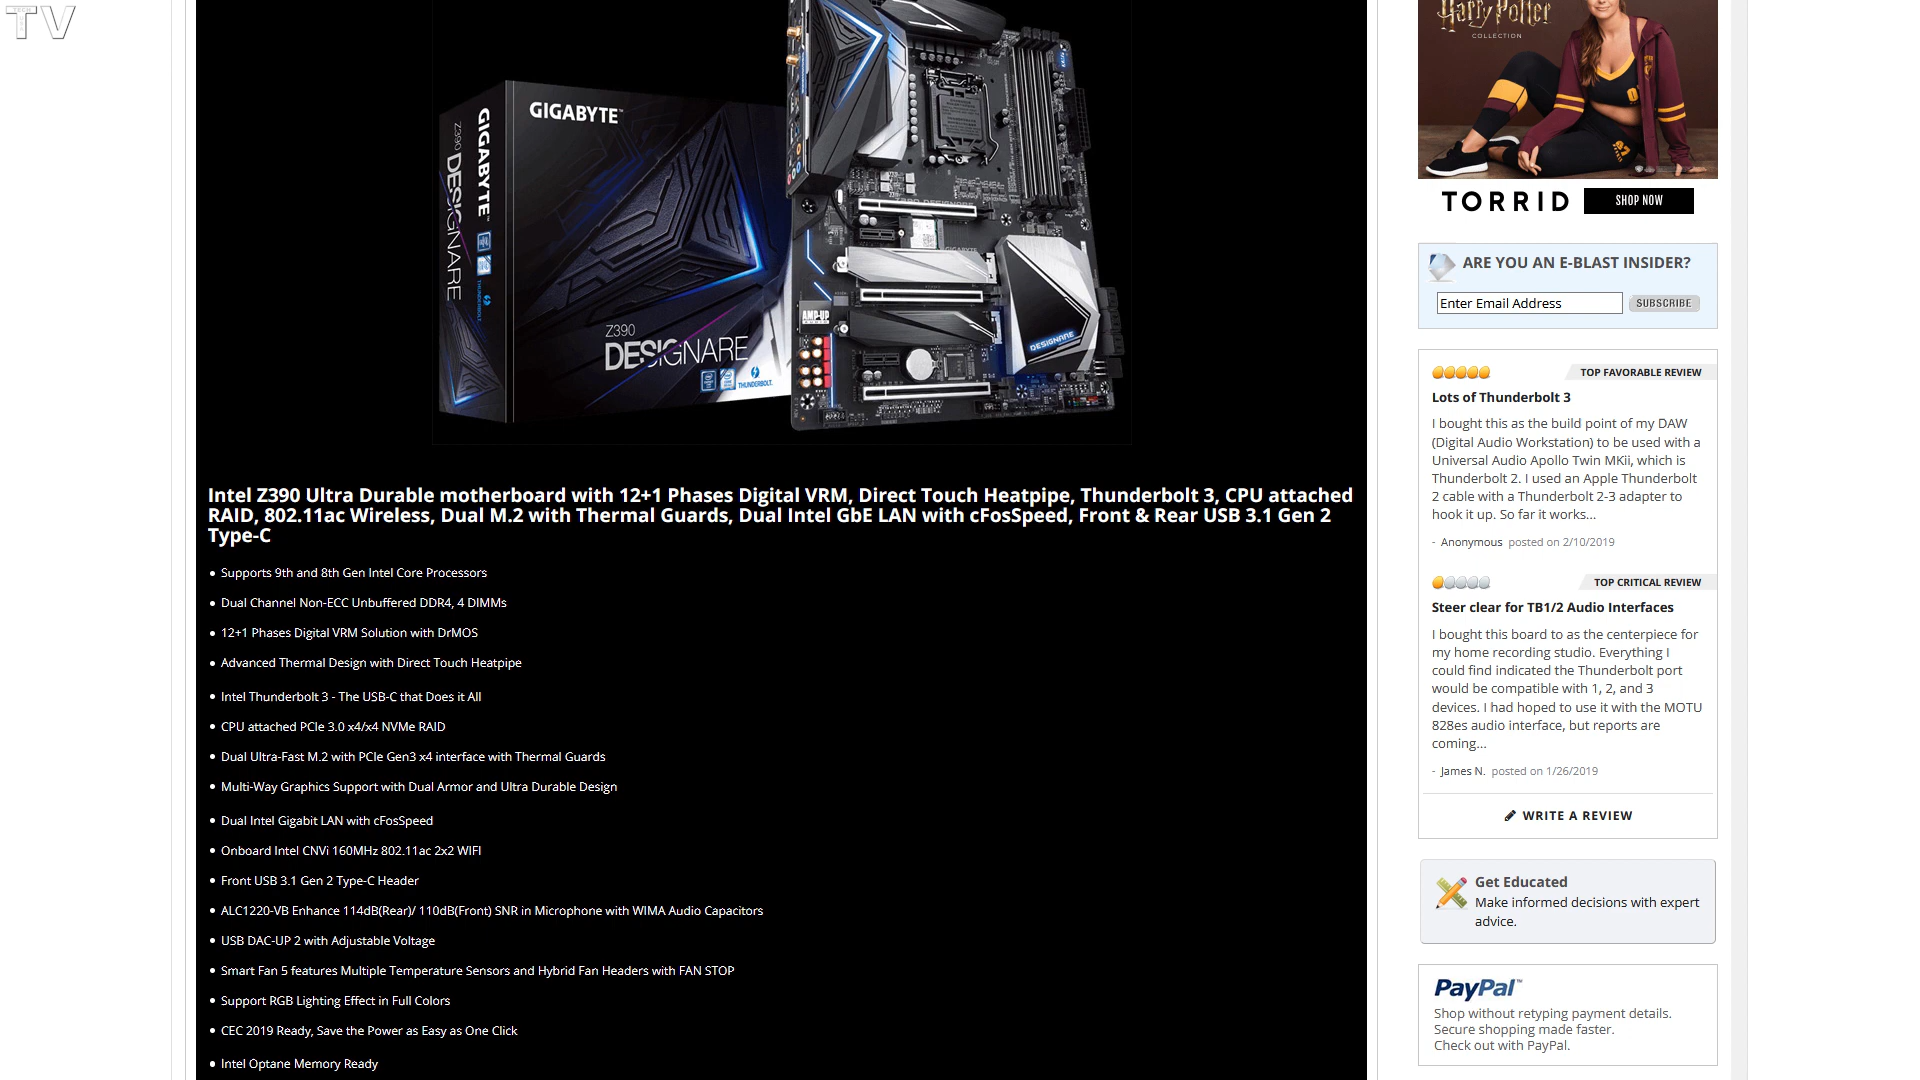 TV
GIGABYTE™
GIGABYTE™
Z390 DESIGNARE
Z390
DESIGNARE
THUNDERBOLT.
AMP-UP
AUDIO
DESIGNARE
Intel Z390 Ultra Durable motherboard with 12+1 Phases Digital VRM, Direct Touch Heatpipe, Thunderbolt 3, CPU attached
RAID, 802.11ac Wireless, Dual M.2 with Thermal Guards, Dual Intel GbE LAN with cFosSpeed, Front & Rear USB 3.1 Gen 2
Type-C
• Supports 9th and 8th Gen Intel Core Processors
• Dual Channel Non-ECC Unbuffered DDR4, 4 DIMMs
• 12+1 Phases Digital VRM Solution with DrMOS
• Advanced Thermal Design with Direct Touch Heatpipe
• Intel Thunderbolt 3 - The USB-C that Does it All
• CPU attached PCIe 3.0 x4/x4 NVMe RAID
• Dual Ultra-Fast M.2 with PCIe Gen3 x4 interface with Thermal Guards
• Multi-Way Graphics Support with Dual Armor and Ultra Durable Design
• Dual Intel Gigabit LAN with cFosSpeed
• Onboard Intel CNVi 160MHz 802.11ac 2x2 WIFI
• Front USB 3.1 Gen 2 Type-C Header
• ALC1220-VB Enhance 114dB(Rear)/ 110dB(Front) SNR in Microphone with WIMA Audio Capacitors
• USB DAC-UP 2 with Adjustable Voltage
• Smart Fan 5 features Multiple Temperature Sensors and Hybrid Fan Headers with FAN STOP
• Support RGB Lighting Effect in Full Colors
• CEC 2019 Ready, Save the Power as Easy as One Click
• Intel Optane Memory Ready
Harry Potter
COLLECTION
TORRID
SHOP NOW
ARE YOU AN E-BLAST INSIDER?
Enter Email Address
SUBSCRIBE
TOP FAVORABLE REVIEW
Lots of Thunderbolt 3
I bought this as the build point of my DAW
(Digital Audio Workstation) to be used with a
Universal Audio Apollo Twin MKii, which is
Thunderbolt 2. I used an Apple Thunderbolt
2 cable with a Thunderbolt 2-3 adapter to
hook it up. So far it works...
- Anonymous posted on 2/10/2019
TOP CRITICAL REVIEW
Steer clear for TB1/2 Audio Interfaces
I bought this board to as the centerpiece for
my home recording studio. Everything I
could find indicated the Thunderbolt port
would be compatible with 1, 2, and 3
devices. I had hoped to use it with the MOTU
828es audio interface, but reports are
coming...
- James N. posted on 1/26/2019
WRITE A REVIEW
Get Educated
Make informed decisions with expert
advice.
PayPal™
Shop without retyping payment details.
Secure shopping made faster.
Check out with PayPal.